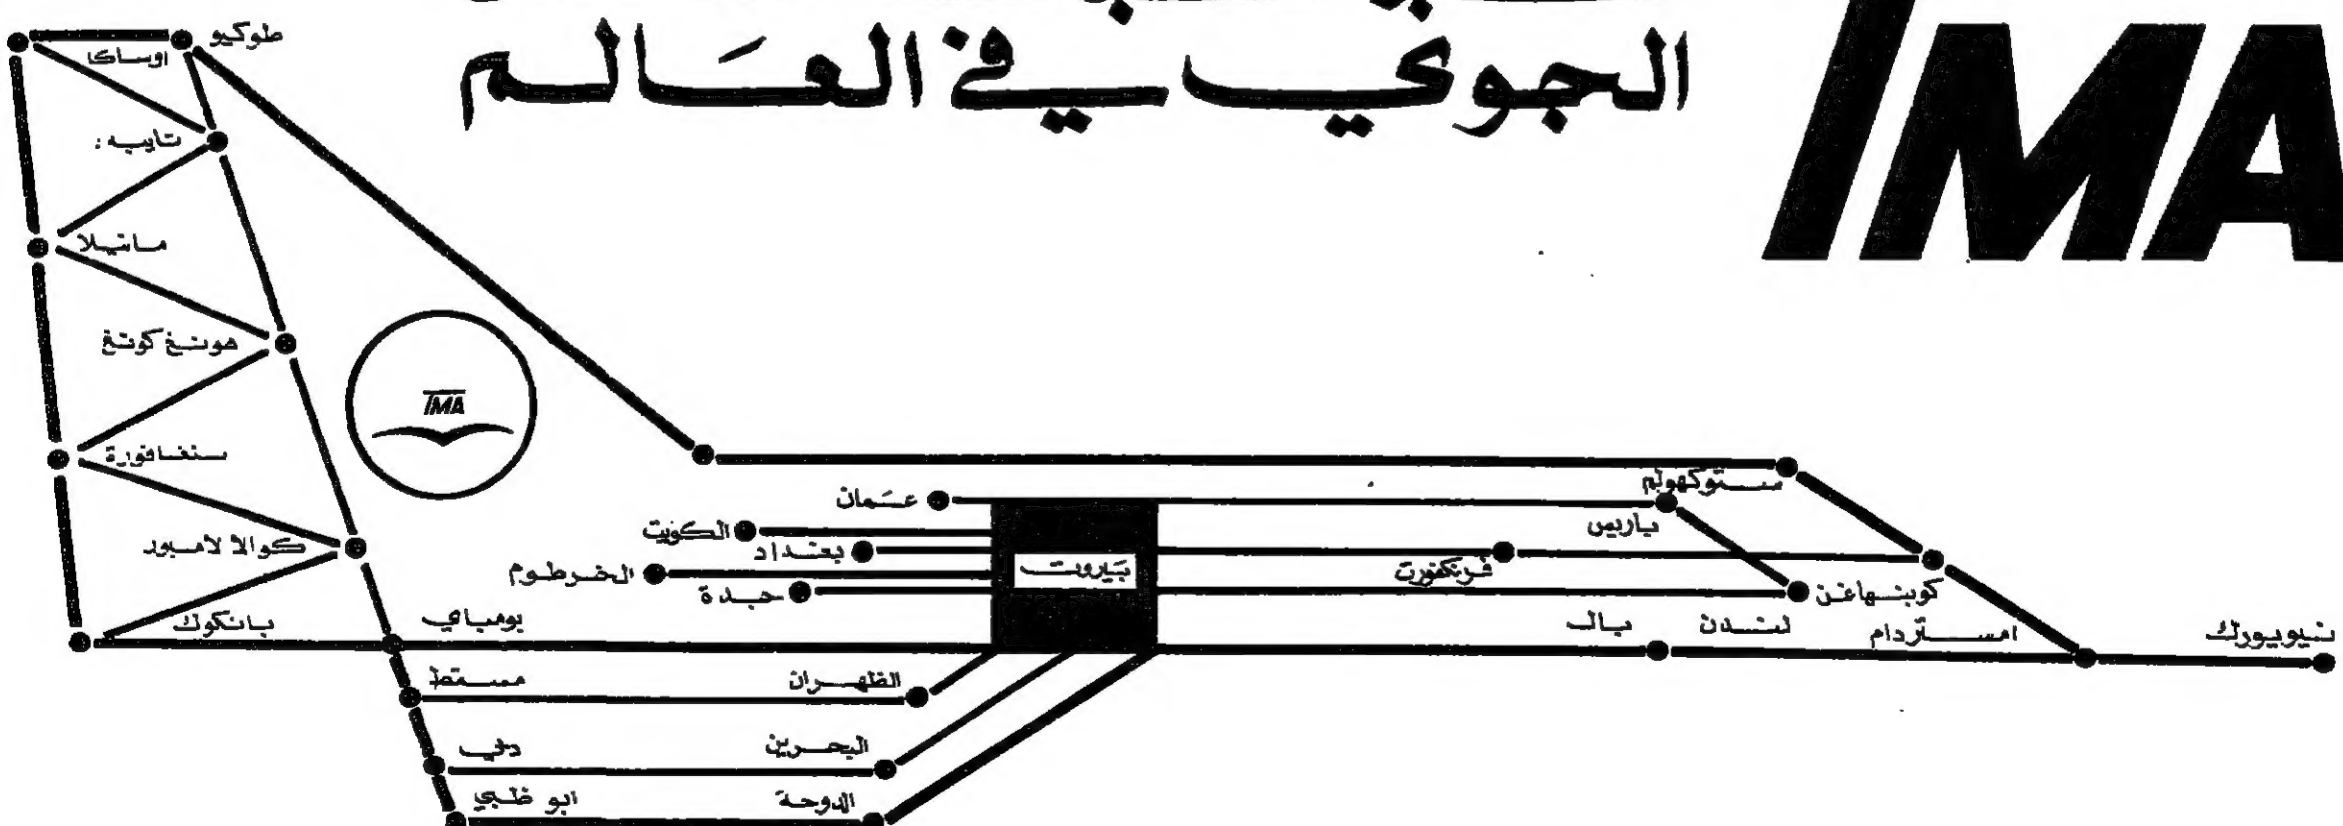 الجوي في العالم
TMA
طوكيو
اوساكا
تايبه
مانيلا
هونغ كونغ
TMA
سنغافورة
كوالا لامبور
بانكوك
بومباي
مسقط
دبي
ابو ظبي
عمان
الكويت
بغداد
الخرطوم
جدة
بيروت
الظهران
البحرين
الدوحة
ستوكهولم
باريس
فرنكفورت
كوبنهاغن
بال
لندن
امستردام
نيويورك